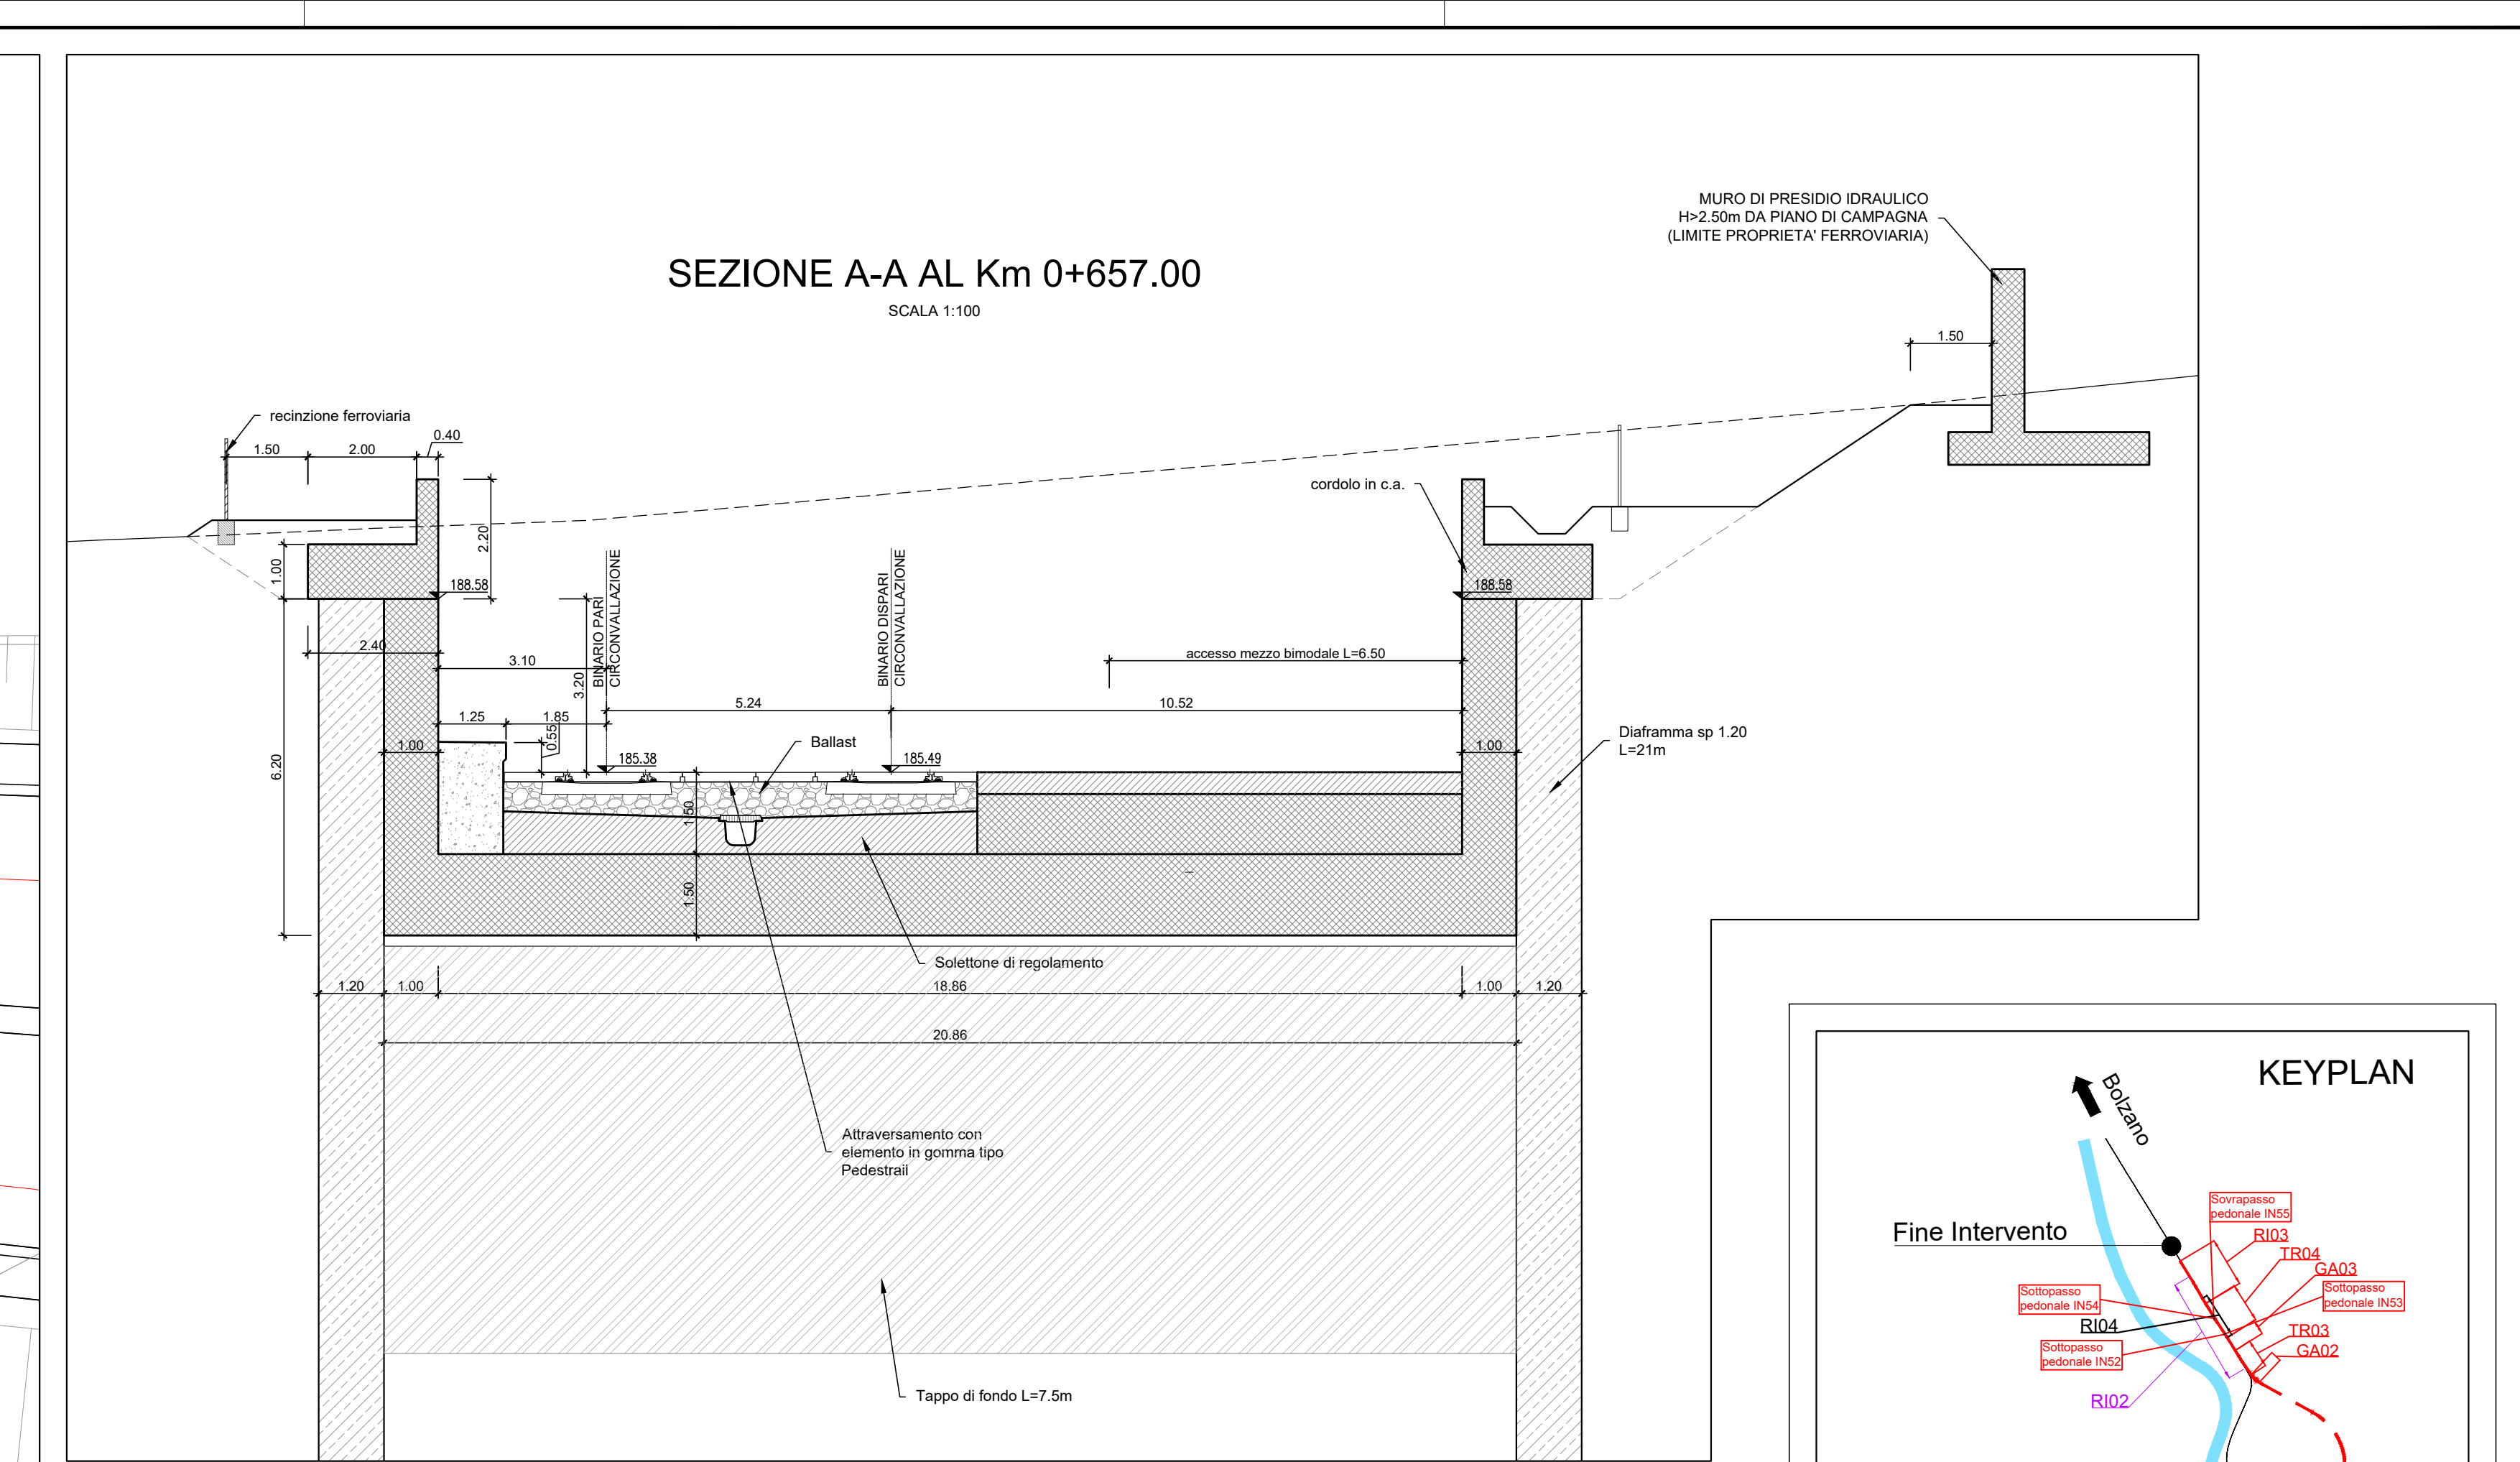 MURO DI PRESIDIO IDRAULICO
H>2.50m DA PIANO DI CAMPAGNA
(LIMITE PROPRIETA' FERROVIARIA)
SEZIONE A-A AL Km 0+657.00
SCALA 1:100
1.50
recinzione ferroviaria
0.40
1.50
2.00
cordolo in c.a.
2.20
1.00
188.58
188.58
BINARIO PARI
CIRCONVALLAZIONE
BINARIO DISPARI
CIRCONVALLAZIONE
2.40
3.10
accesso mezzo bimodale L=6.50
3.20
5.24
10.52
1.25
1.85
0.55
Ballast
Diaframma sp 1.20
L=21m
1.00
1.00
6.20
185.38
185.49
1.50
1.50
Solettone di regolamento
1.20
1.00
18.86
1.00
1.20
20.86
Attraversamento con
elemento in gomma tipo
Pedestrail
Tappo di fondo L=7.5m
KEYPLAN
Bolzano
Fine Intervento
Sovrapasso
pedonale IN55
RI03
TR04
GA03
Sottopasso
pedonale IN53
Sottopasso
pedonale IN54
RI04
TR03
GA02
Sottopasso
pedonale IN52
RI02